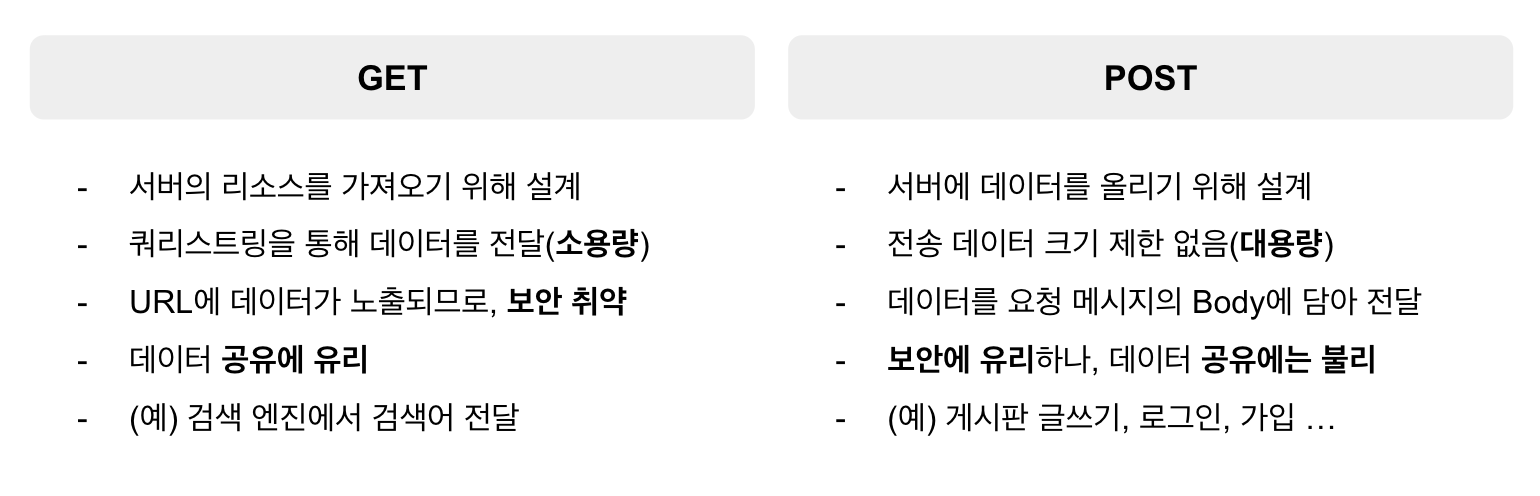 GET
- 서버의 리소스를 가져오기 위해 설계
- 쿼리스트링을 통해 데이터를 전달(소용량)
- URL에 데이터가 노출되므로, 보안 취약
- 데이터 공유에 유리
- (예) 검색 엔진에서 검색어 전달
POST
- 서버에 데이터를 올리기 위해 설계
- 전송 데이터 크기 제한 없음(대용량)
- 데이터를 요청 메시지의 Body에 담아 전달
- 보안에 유리하나, 데이터 공유에는 불리
- (예) 게시판 글쓰기, 로그인, 가입 …